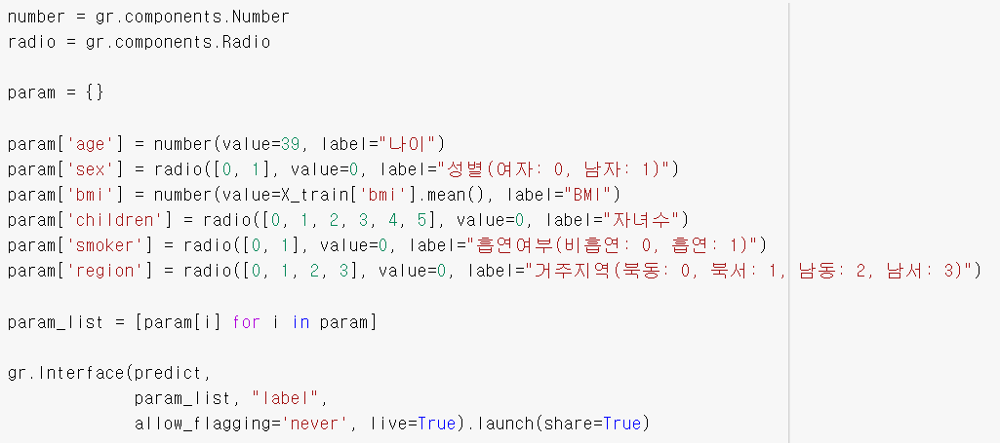 number = gr.components.Number
radio = gr.components.Radio
param = {}
param['age'] = number(value=39, label="나이")
param['sex'] = radio([0, 1], value=0, label="성별(여자: 0, 남자: 1)")
param['bmi'] = number(value=X_train['bmi'].mean(), label="BMI")
param['children'] = radio([0, 1, 2, 3, 4, 5], value=0, label="자녀수")
param['smoker'] = radio([0, 1], value=0, label="흡연여부(비흡연: 0, 흡연: 1)")
param['region'] = radio([0, 1, 2, 3], value=0, label="거주지역(북동: 0, 북서: 1, 남동: 2, 남서: 3)")
param_list = [param[i] for i in param]
gr.Interface(predict,
param_list, "label",
allow_flagging='never', live=True).launch(share=True)